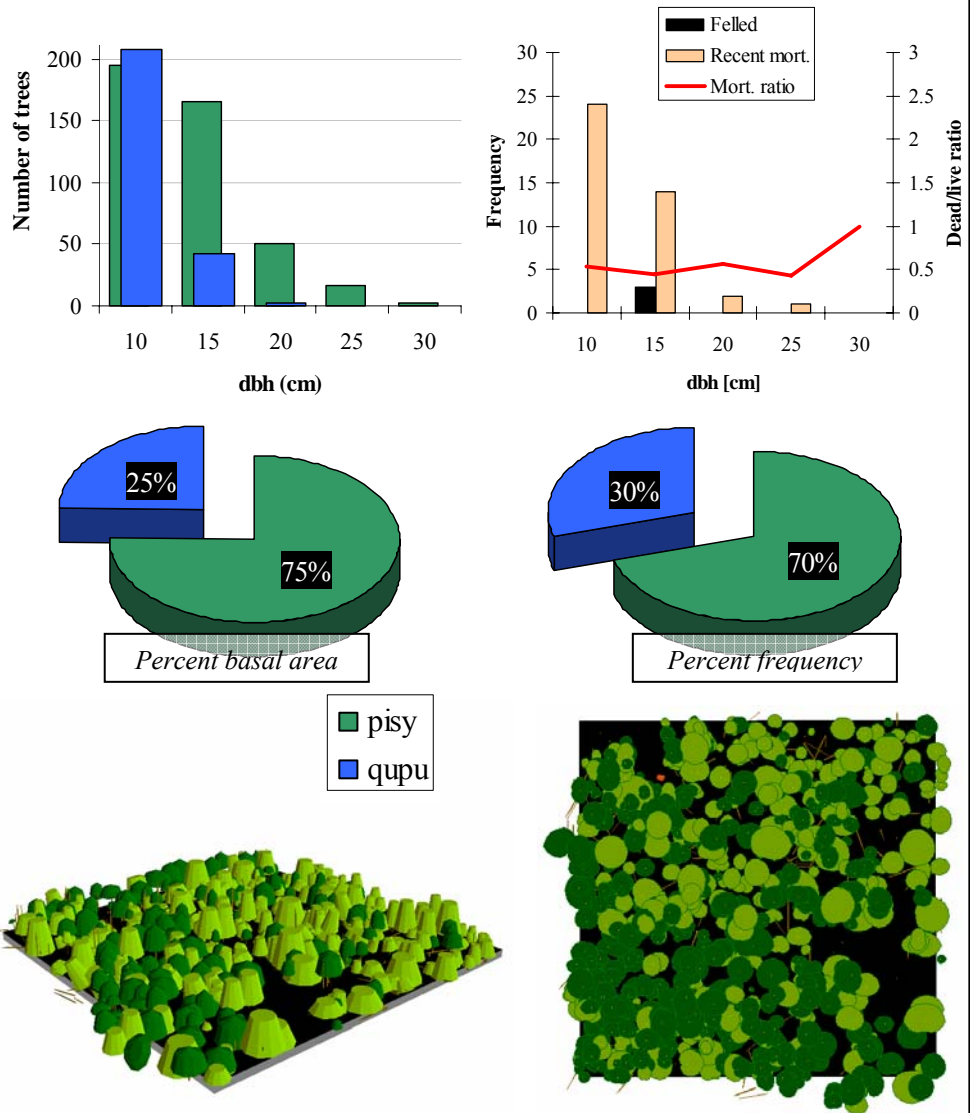 Number of trees
200
150
100
50
0
10 15 20 25 30
dbh (cm)
Felled
Recent mort.
Mort. ratio
Frequency
30
25
20
15
10
5
0
3
2.5
2
1.5
1
0.5
0
Dead/live ratio
10 15 20 25 30
dbh [cm]
25%
75%
Percent basal area
30%
70%
Percent frequency
pisy
qupu